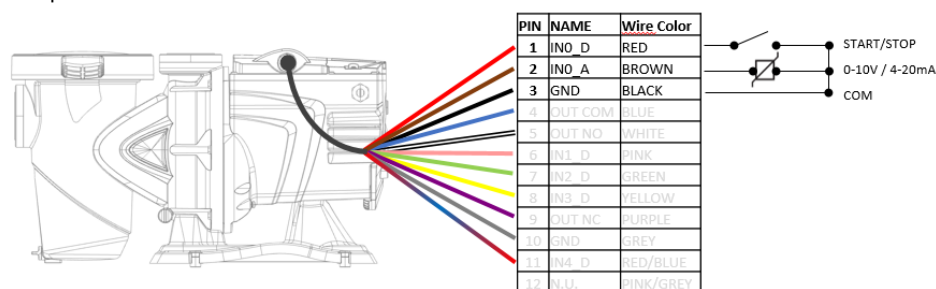 PIN NAME Wire Color
1 IN0_D RED
2 IN0_A BROWN
3 GND BLACK
4 OUT COM BLUE
5 OUT NO WHITE
6 IN1_D PINK
7 IN2_D GREEN
8 IN3_D YELLOW
9 OUT NC PURPLE
10 GND GREY
11 IN4_D RED/BLUE
12 N.U. PINK/GREY
START/STOP
0-10V / 4-20mA
COM